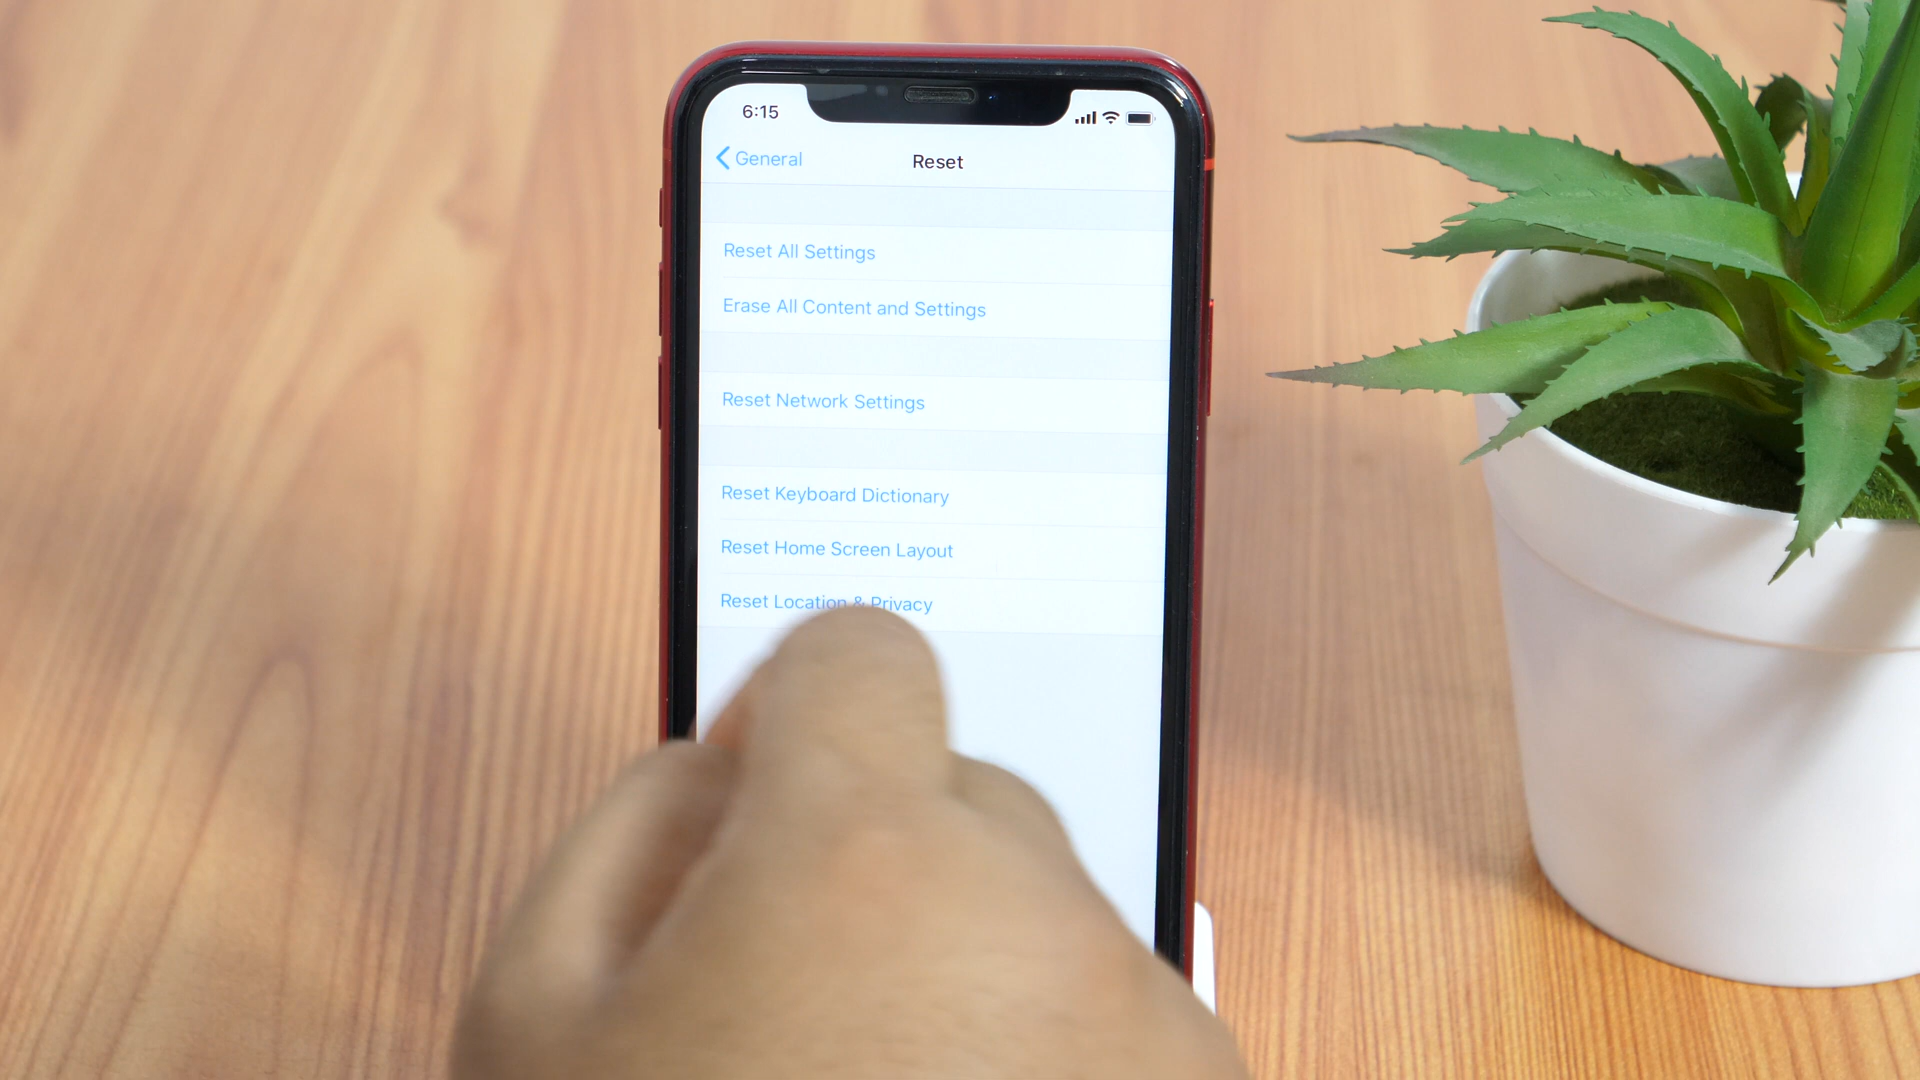 6:15
General
Reset
Reset All Settings
Erase All Content and Settings
Reset Network Settings
Reset Keyboard Dictionary
Reset Home Screen Layout
Reset Location & Privacy